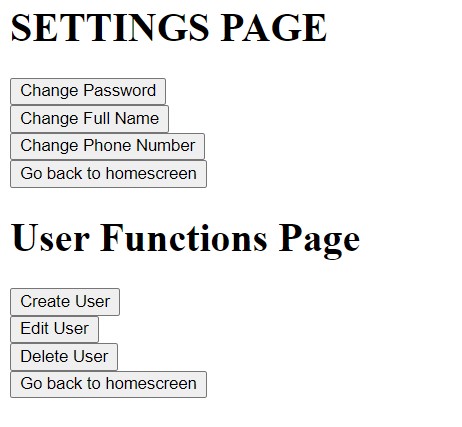 SETTINGS PAGE
Change Password
Change Full Name
Change Phone Number
Go back to homescreen
User Functions Page
Create User
Edit User
Delete User
Go back to homescreen